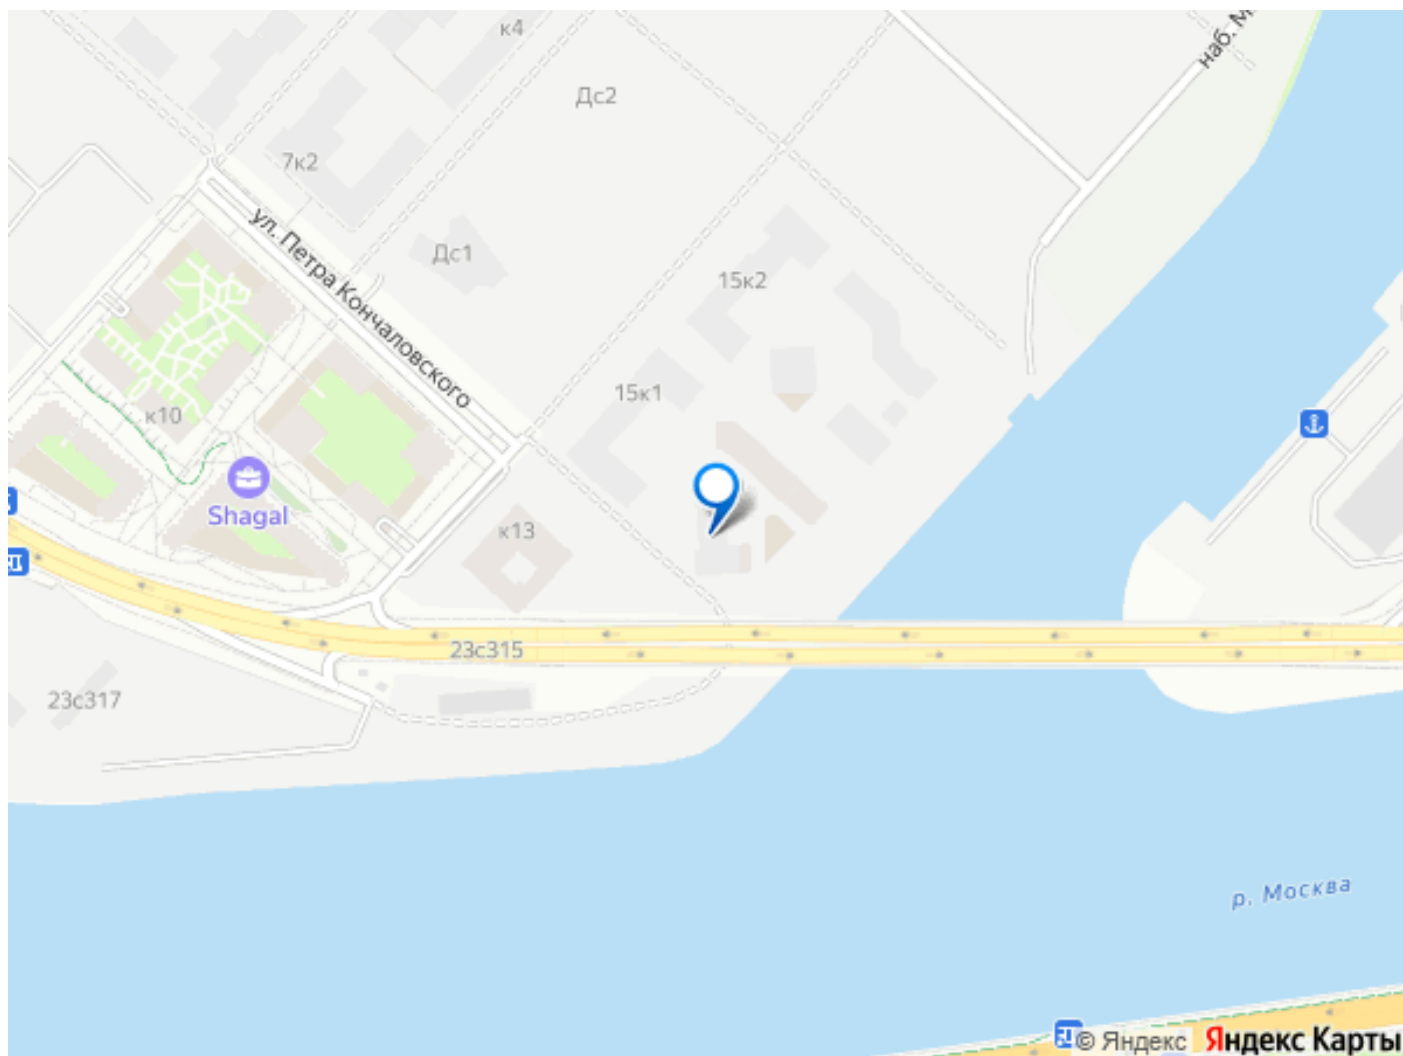 к4
наб. М
Дс2
7к2
ул. Петра Кончаловского
Дс1
15к2
15к1
к10
Shagal
к13
23с315
23с317
р. Москва
© Яндекс Яндекс Карты